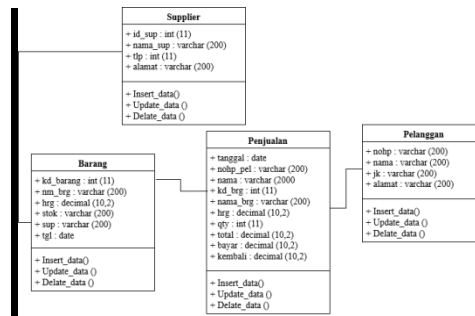 Supplier
+ id_sup : int (11)
+ nama_sup : varchar (200)
+ tlp : int (11)
+ alamat : varchar (200)
+ Insert_data()
+ Update_data ()
+ Delate_data ()
Barang
+ kd_barang : int (11)
+ nm_brg : varchar (200)
+ hrg : decimal (10,2)
+ stok : varchar (200)
+ sup : varchar (200)
+ tgl : date
+ Insert_data()
+ Update_data ()
+ Delate_data ()
Penjualan
+ tanggal : date
+ nohp_pel : varchar (200)
+ nama : varchar (2000
+ kd_brg : int (11)
+ nama_brg : varchar (200)
+ hrg : decimal (10,2)
+ qty : int (11)
+ total : decimal (10,2)
+ bayar : decimal (10,2)
+ kembali : decimal (10,2)
+ Insert_data()
+ Update_data ()
+ Delate_data ()
Pelanggan
+ nohp : varchar (200)
+ nama : varchar (200)
+ jk : varchar (200)
+ alamat : varchar (200)
+ Insert_data()
+ Update_data ()
+ Delate_data ()